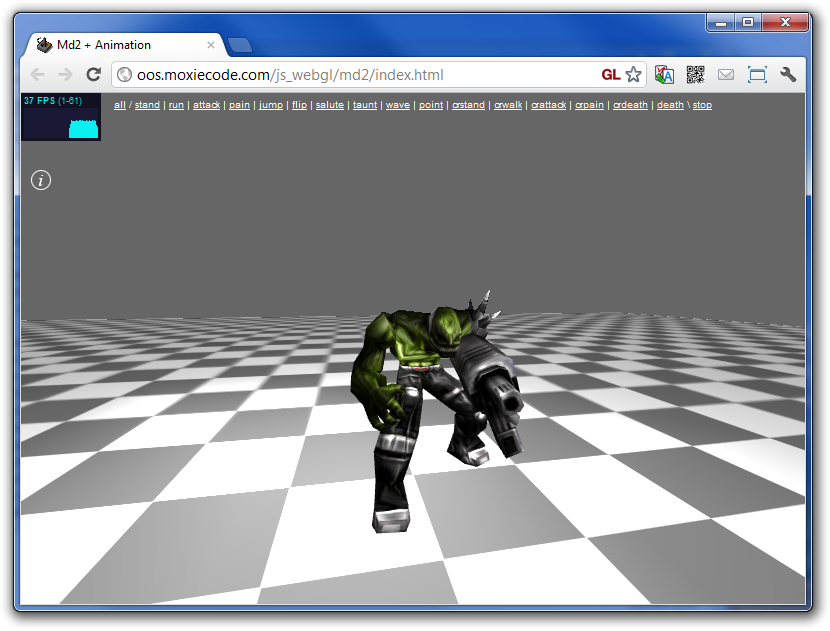 Md2 + Animation
oos.moxiecode.com/js_webgl/md2/index.html GL
37 FPS (1-61)
all / stand | run | attack | pain | jump | flip | salute | taunt | wave | point | crstand | crwalk | crattack | crpain | crdeath | death \ stop
i